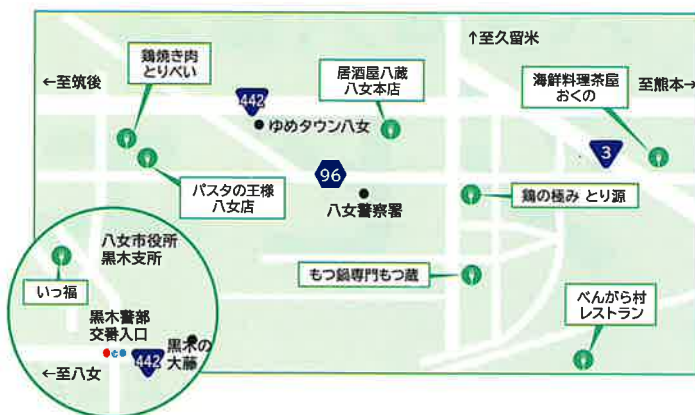 ↑至久留米
鶏焼き肉
とりべい
居酒屋八蔵
八女本店
海鮮料理茶屋
おくの
←至筑後
至熊本→
442
ゆめタウン八女
3
96
パスタの王様
八女店
八女警察署
鶏の極み とり源
八女市役所
黒木支所
いっ福
もつ鍋専門もつ蔵
べんがら村
レストラン
黒木警部
交番入口
442
黒木の
大藤
←至八女